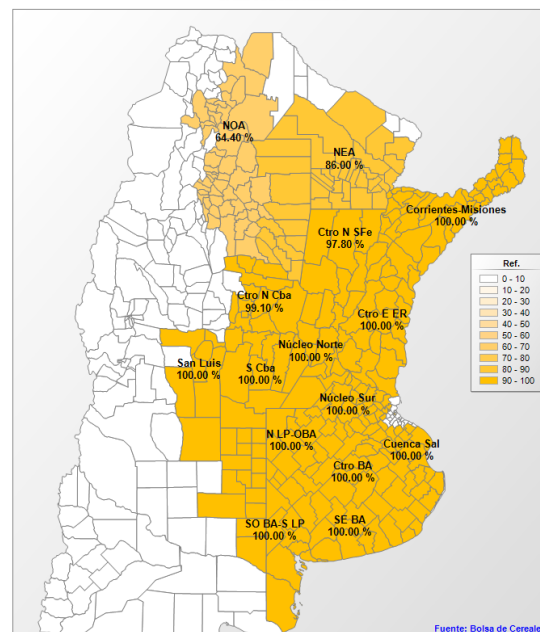 NOA
64.40 %
NEA
86.00 %
Corrientes-Misiones
100.00 %
Ctro N SFe
97.80 %
Ref.
0 - 10
10 - 20
20 - 30
30 - 40
40 - 50
50 - 60
60 - 70
70 - 80
80 - 90
90 - 100
Ctro N Cba
99.10 %
Ctro E ER
100.00 %
Núcleo Norte
100.00 %
San Luis
100.00 %
S Cba
100.00 %
Núcleo Sur
100.00 %
N LP-OBA
100.00 %
Cuenca Sal
100.00 %
Ctro BA
100.00 %
SO BA-S LP
100.00 %
SE BA
100.00 %
Fuente: Bolsa de Cereale